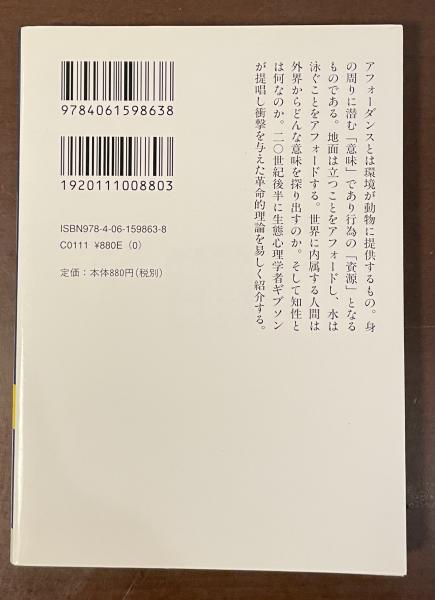 アフォーダンスとは環境が動物に提供するもの。身
の周りに潜む「意味」であり行為の「資源」となる
ものである。地面は立つことをアフォードし、水は
泳ぐことをアフォードする。世界に内属する人間は
外界からどんな意味を探り出すのか。そして知性と
は何なのか。二〇世紀後半に生態心理学者ギブソン
が提唱し衝撃を与えた革命的理論を易しく紹介する。
9784061598638
1920111008803
ISBN978-4-06-159863-8
C0111 ¥880E (0)
定価：本体880円(税別)